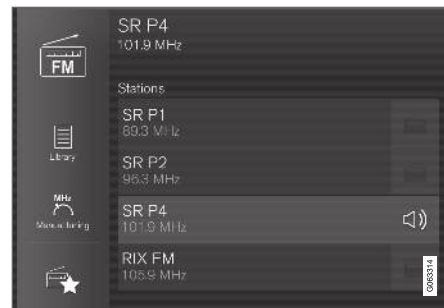 SR P4
101.9 MHz
FM
Stations
SR P1
89.3 MHz
Library
SR P2
96.3 MHz
MHz
Manual tuning
SR P4
101.9 MHz
RIX FM
105.9 MHz
G063314